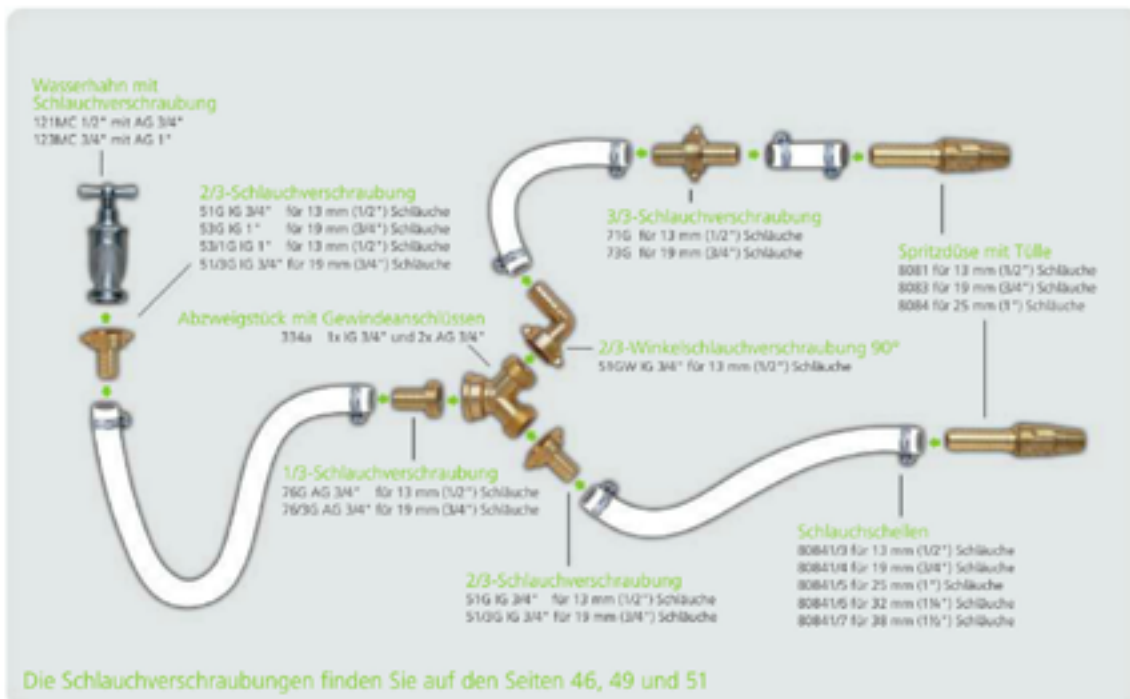 Wasserhahn mit
Schlauchverschraubung
121MC 1/2" mit AG 3/4"
123MC 3/4" mit AG 1"
2/3-Schlauchverschraubung
51G IG 3/4" für 13 mm (1/2") Schläuche
53G IG 1" für 19 mm (3/4") Schläuche
53/1G IG 1" für 13 mm (1/2") Schläuche
51/3G IG 3/4" für 19 mm (3/4") Schläuche
3/3-Schlauchverschraubung
71G für 13 mm (1/2") Schläuche
73G für 19 mm (3/4") Schläuche
Spritzdüse mit Tülle
8081 für 13 mm (1/2") Schläuche
8083 für 19 mm (3/4") Schläuche
8084 für 25 mm (1") Schläuche
Abzweigstück mit Gewindeanschlüssen
334a 1x IG 3/4" und 2x AG 3/4"
2/3-Winkelschlauchverschraubung 90°
51GW IG 3/4" für 13 mm (1/2") Schläuche
1/3-Schlauchverschraubung
76G AG 3/4" für 13 mm (1/2") Schläuche
76/3G AG 3/4" für 19 mm (3/4") Schläuche
2/3-Schlauchverschraubung
51G IG 3/4" für 13 mm (1/2") Schläuche
51/3G IG 3/4" für 19 mm (3/4") Schläuche
Schlauchschellen
80841/3 für 13 mm (1/2") Schläuche
80841/4 für 19 mm (3/4") Schläuche
80841/5 für 25 mm (1") Schläuche
80841/6 für 32 mm (1¼") Schläuche
80841/7 für 38 mm (1½") Schläuche
Die Schlauchverschraubungen finden Sie auf den Seiten 46, 49 und 51